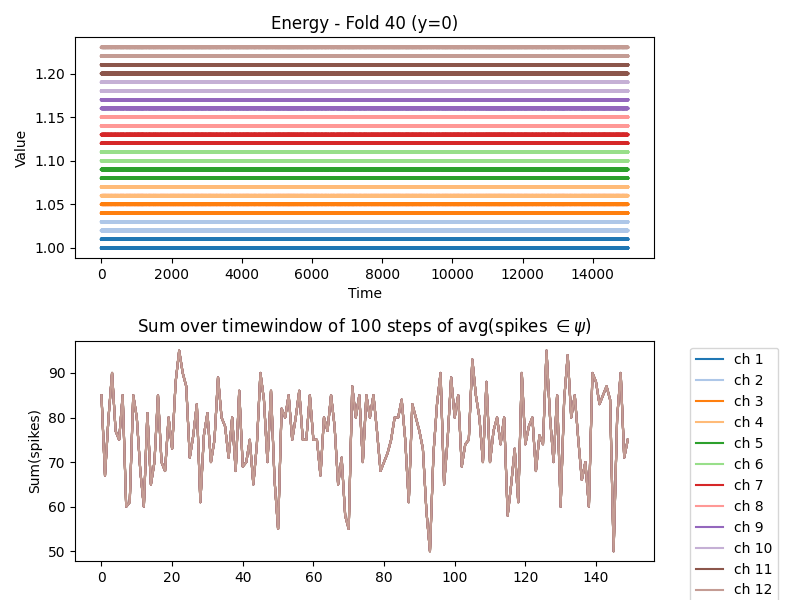 Energy - Fold 40 (y=0)
Value
1.20
1.15
1.10
1.05
1.00
0 2000 4000 6000 8000 10000 12000 14000
Time
Sum over timewindow of 100 steps of avg(spikes ∈ ψ)
Sum(spikes)
90
80
70
60
50
0 20 40 60 80 100 120 140
ch 1
ch 2
ch 3
ch 4
ch 5
ch 6
ch 7
ch 8
ch 9
ch 10
ch 11
ch 12